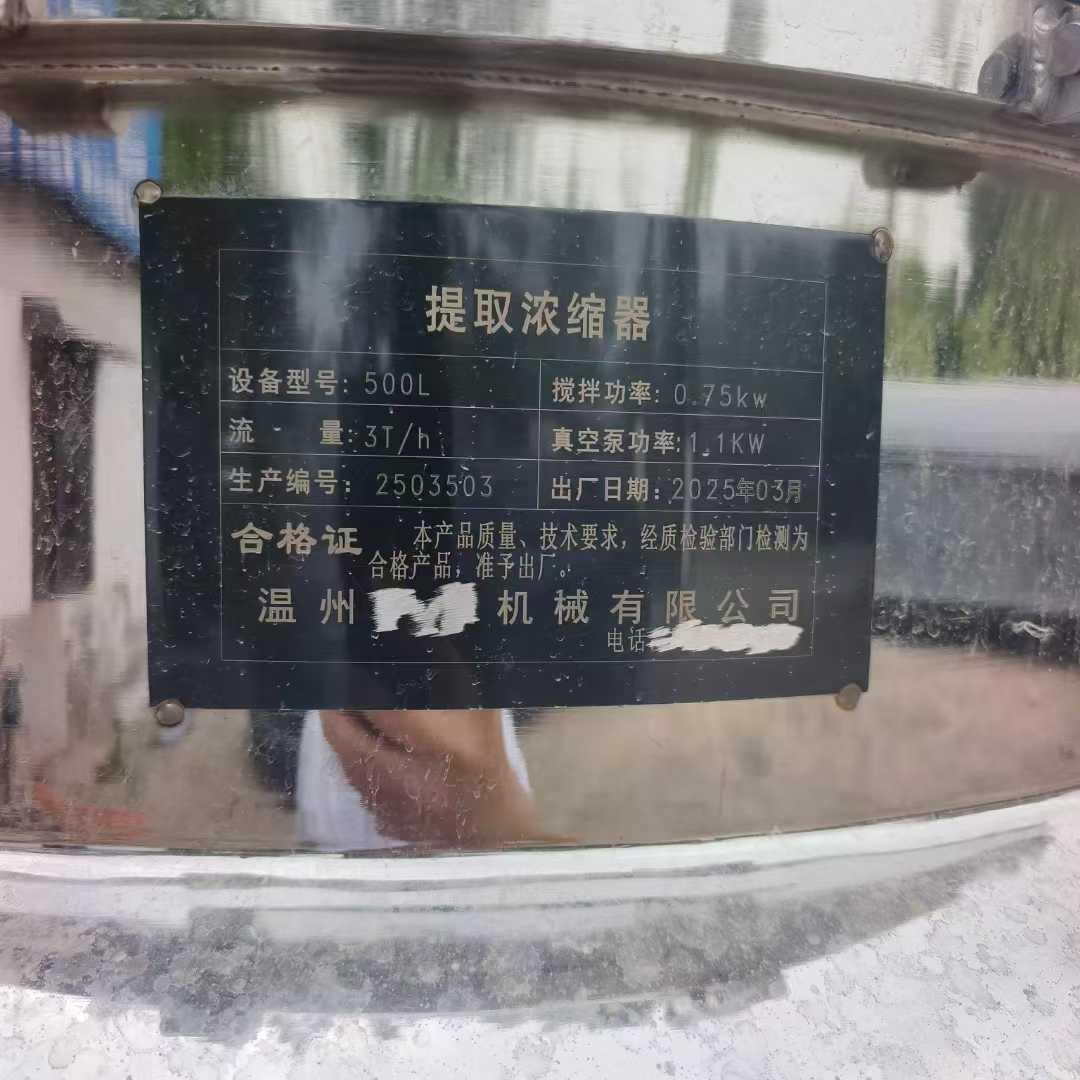 提取浓缩器
设备型号: 500L
搅拌功率: 0.75kw
流 量: 3T/h
真空泵功率: 1.1KW
生产编号: 2503503
出厂日期: 2025年03月
合格证 本产品质量、技术要求，经质检验部门检测为
合格产品，准予出厂。
温州 机械有限公司
电话